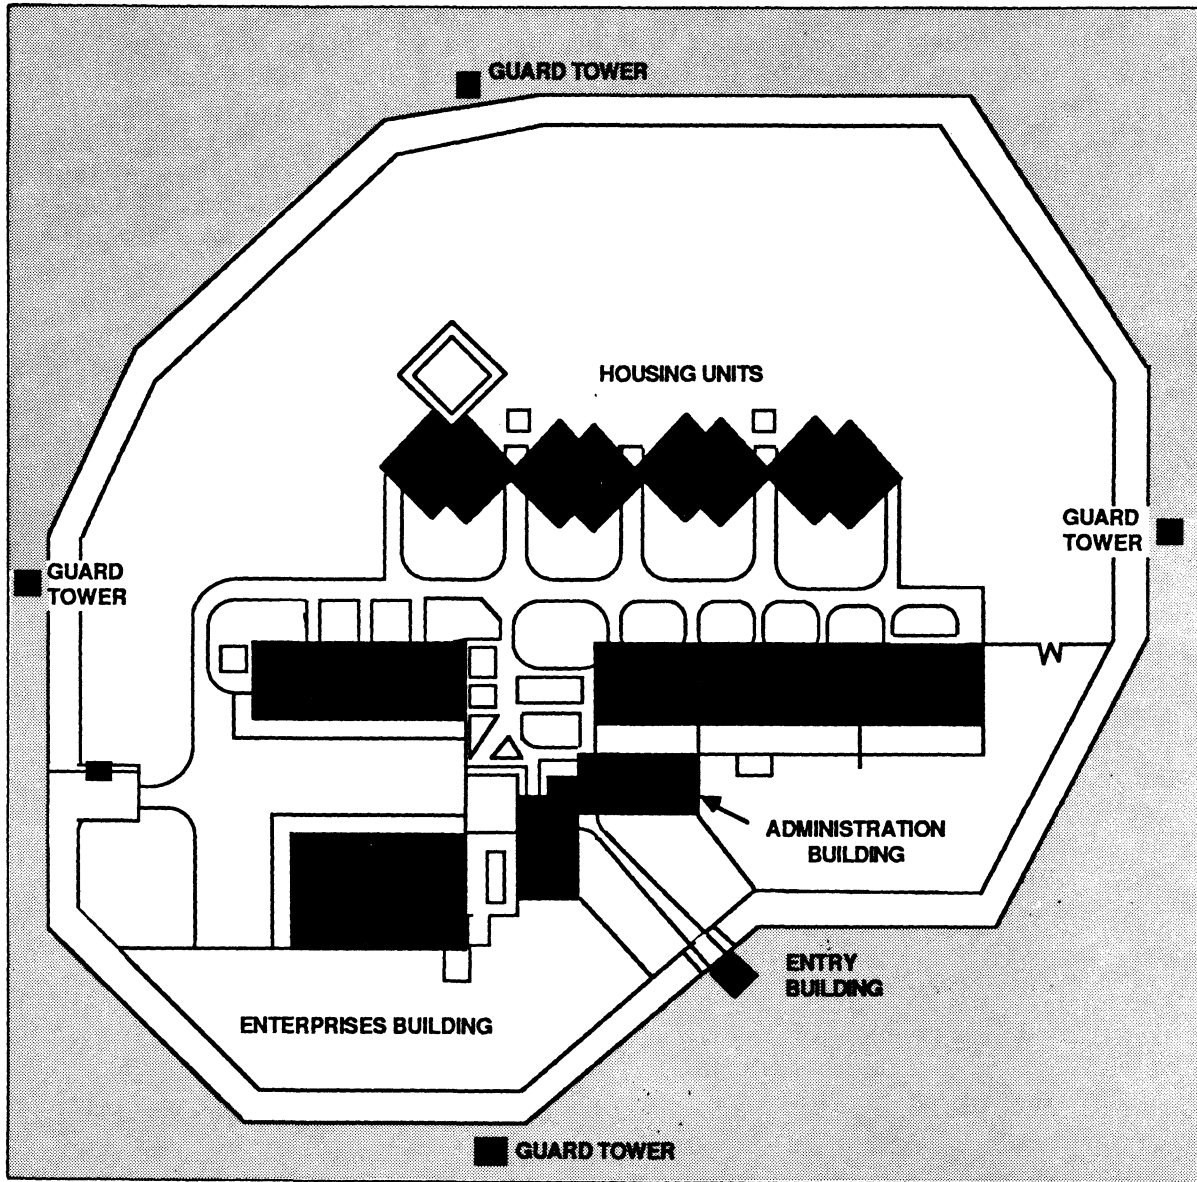 GUARD TOWER
HOUSING UNITS
GUARD
TOWER
GUARD
TOWER
ADMINISTRATION
BUILDING
ENTRY
BUILDING
ENTERPRISES BUILDING
GUARD TOWER